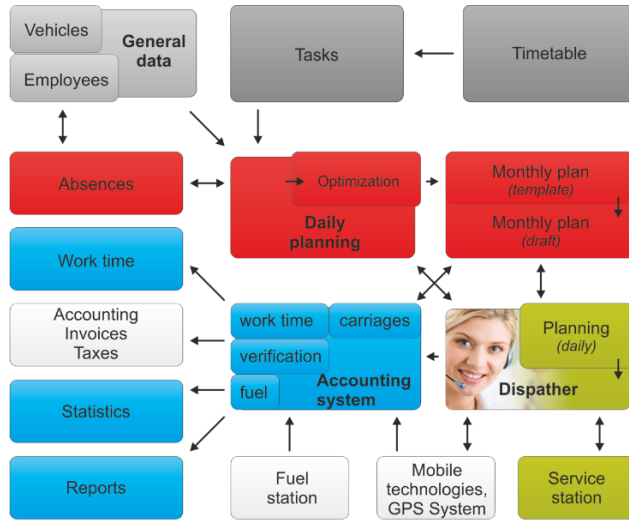 Vehicles
General
data
Employees
Tasks
Timetable
Absences
Optimization
Daily
planning
Monthly plan
(template)
Monthly plan
(draft)
Work time
Accounting
Invoices
Taxes
work time
carriages
verification
fuel
Accounting
system
Planning
(daily)
Dispather
Statistics
Reports
Fuel
station
Mobile
technologies,
GPS System
Service
station